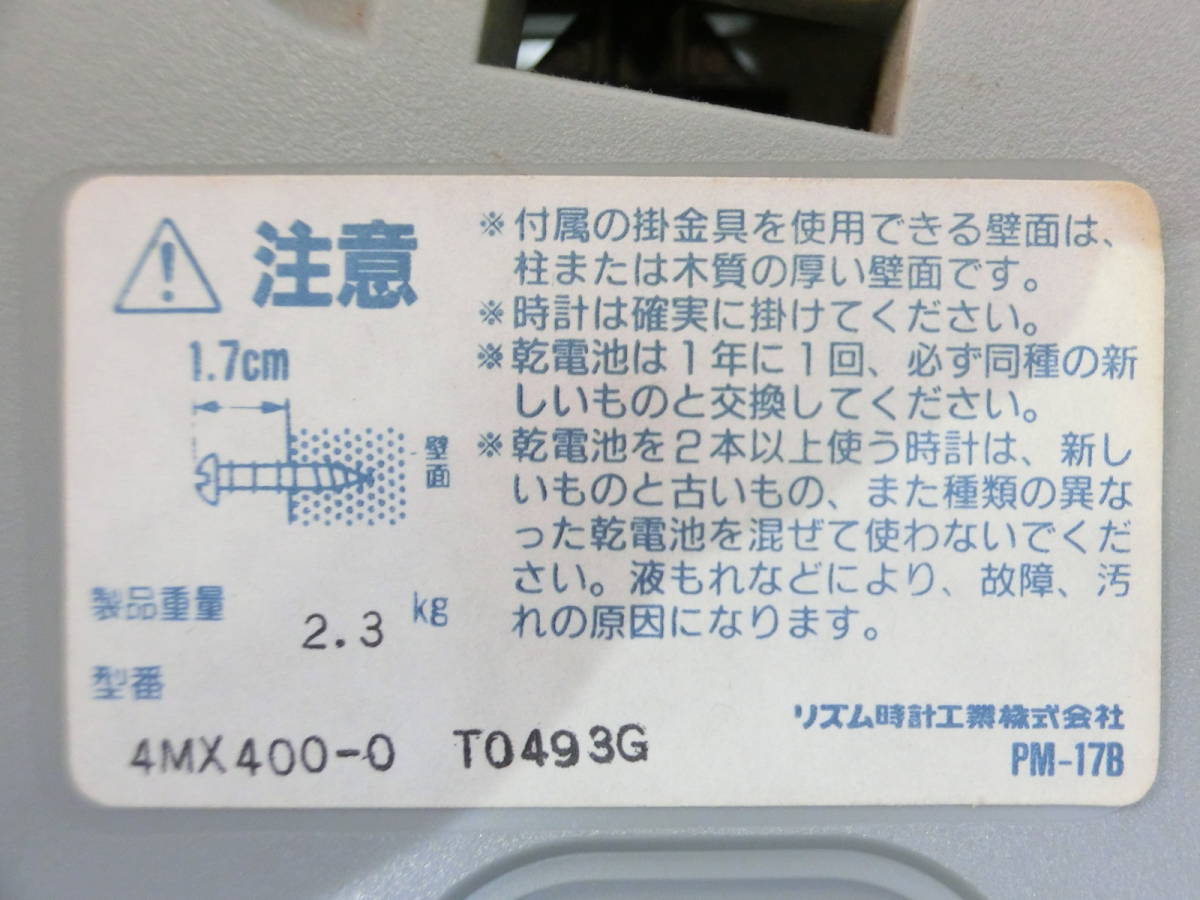 注意
1.7cm
壁面
製品重量 2.3 kg
型番
4MX400-0 T0493G
※付属の掛金具を使用できる壁面は、
柱または木質の厚い壁面です。
※時計は確実に掛けてください。
※乾電池は1年に1回、必ず同種の新
しいものと交換してください。
※乾電池を2本以上使う時計は、新し
いものと古いもの、また種類の異な
った乾電池を混ぜて使わないでくだ
さい。液もれなどにより、故障、汚
れの原因になります。
リズム時計工業株式会社
PM-17B